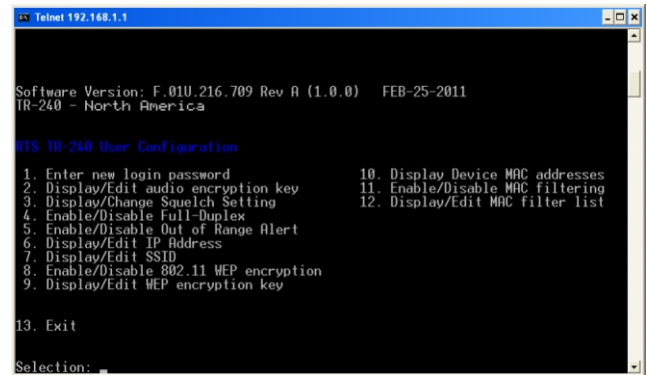 Telnet 192.168.1.1
Software Version: F.01U.216.709 Rev A (1.0.0) FEB-25-2011
TR-240 - North America
RTS TR-240 User Configuration
1. Enter new login password 10. Display Device MAC addresses
2. Display/Edit audio encryption key 11. Enable/Disable MAC filtering
3. Display/Change Squelch Setting 12. Display/Edit MAC filter list
4. Enable/Disable Full-Duplex
5. Enable/Disable Out of Range Alert
6. Display/Edit IP Address
7. Display/Edit SSID
8. Enable/Disable 802.11 WEP encryption
9. Display/Edit WEP encryption key
13. Exit
Selection: